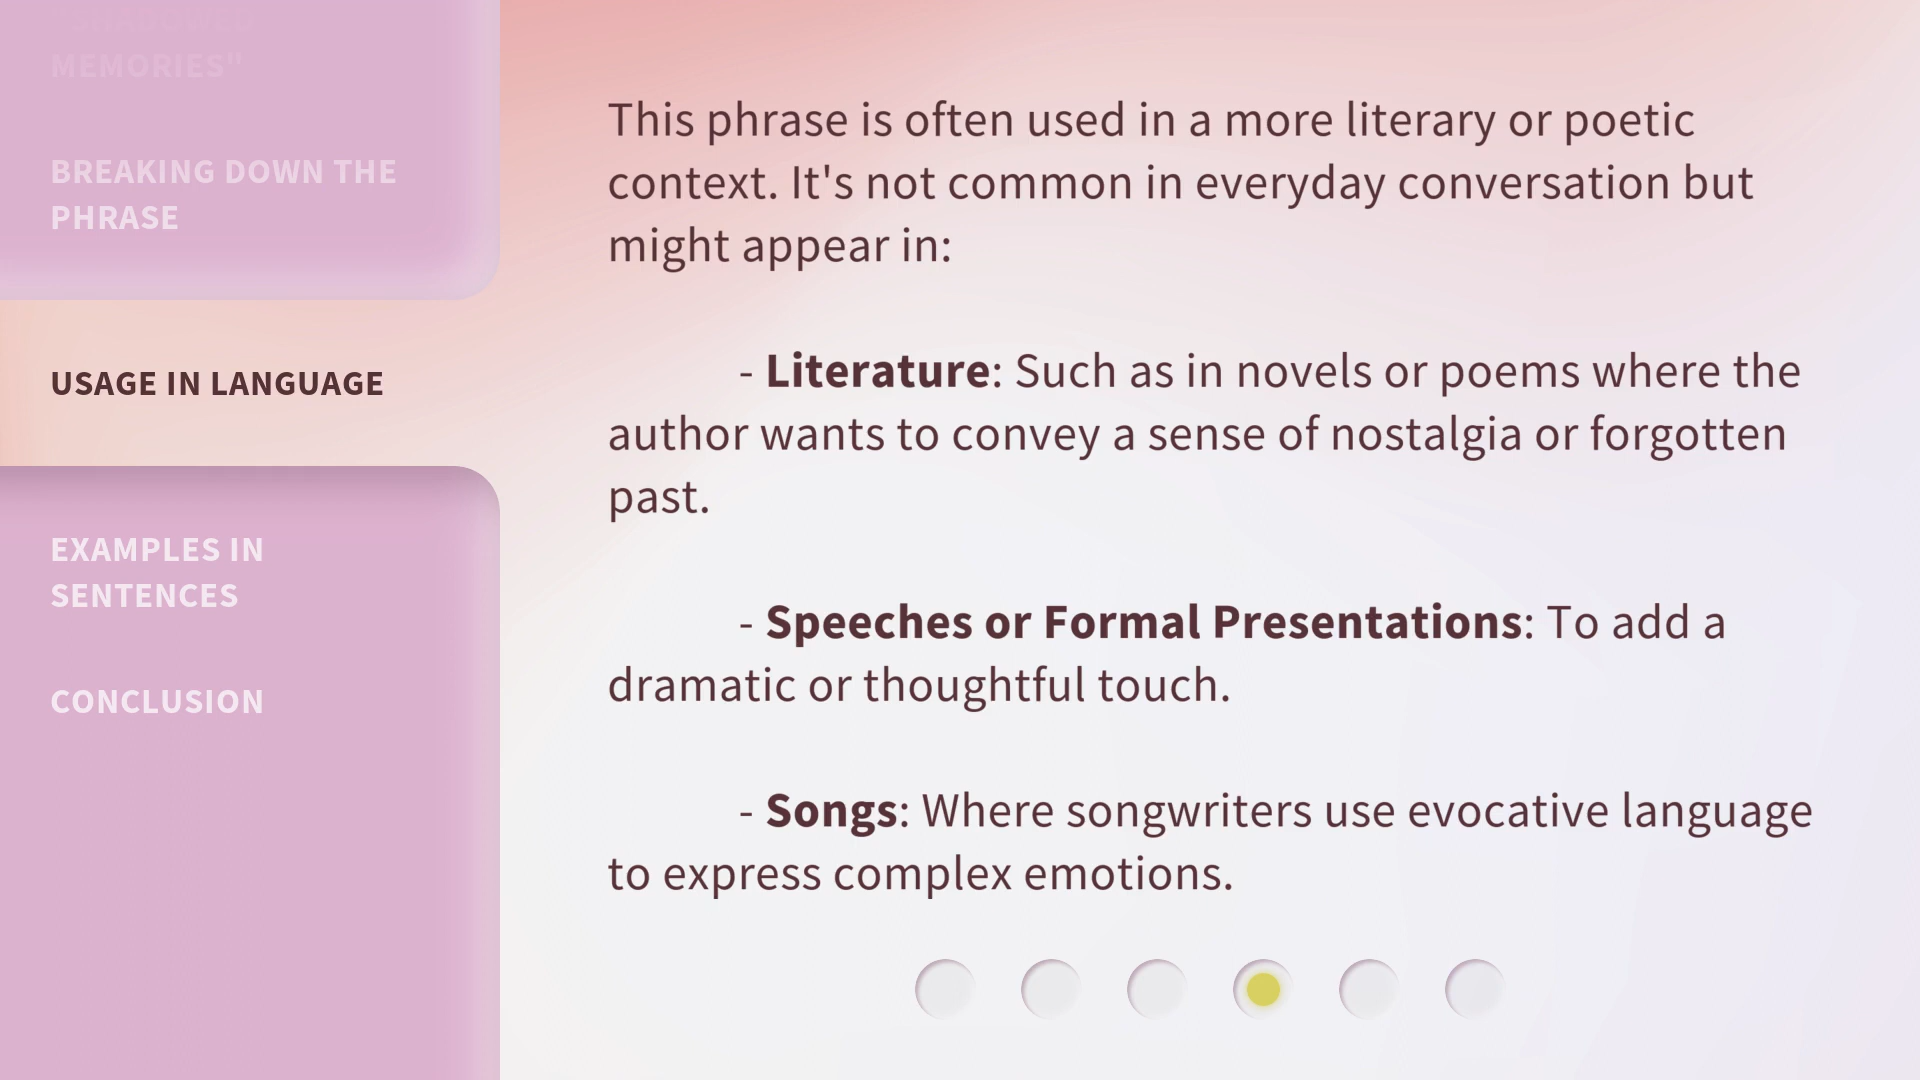 "SHADOWED
MEMORIES"
BREAKING DOWN THE
PHRASE
USAGE IN LANGUAGE
EXAMPLES IN
SENTENCES
CONCLUSION
This phrase is often used in a more literary or poetic
context. It's not common in everyday conversation but
might appear in:
- Literature: Such as in novels or poems where the
author wants to convey a sense of nostalgia or forgotten
past.
- Speeches or Formal Presentations: To add a
dramatic or thoughtful touch.
- Songs: Where songwriters use evocative language
to express complex emotions.